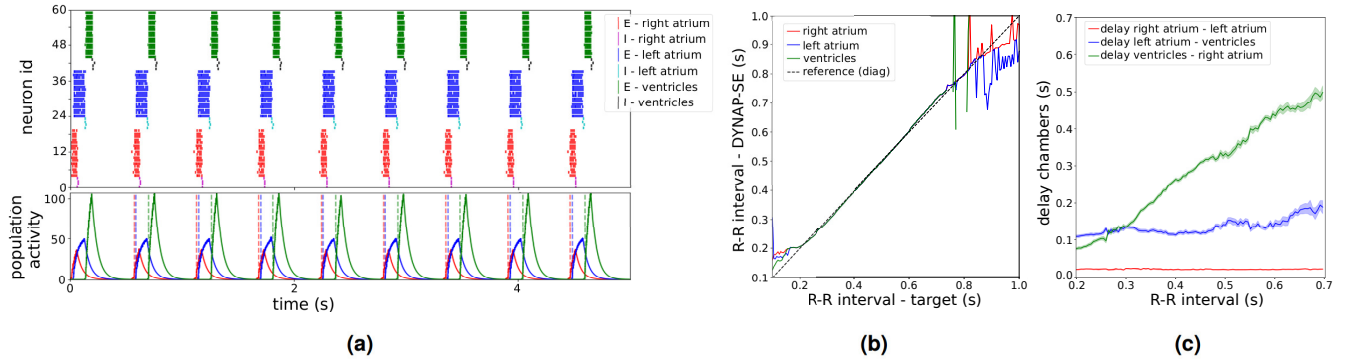 (a)
60
48
36
24
12
0
neuron id
E - right atrium
I - right atrium
E - left atrium
I - left atrium
E - ventricles
I - ventricles
100
50
0
population
activity
0
2
4
time (s)
(b)
1.0
0.9
0.8
0.7
0.6
0.5
0.4
0.3
0.2
0.1
R-R interval - DYNAP-SE (s)
right atrium
left atrium
ventricles
reference (diag)
0.2
0.4
0.6
0.8
1.0
R-R interval - target (s)
(c)
0.7
0.6
0.5
0.4
0.3
0.2
0.1
0.0
delay chambers (s)
delay right atrium - left atrium
delay left atrium - ventricles
delay ventricles - right atrium
0.2
0.3
0.4
0.5
0.6
0.7
R-R interval (s)